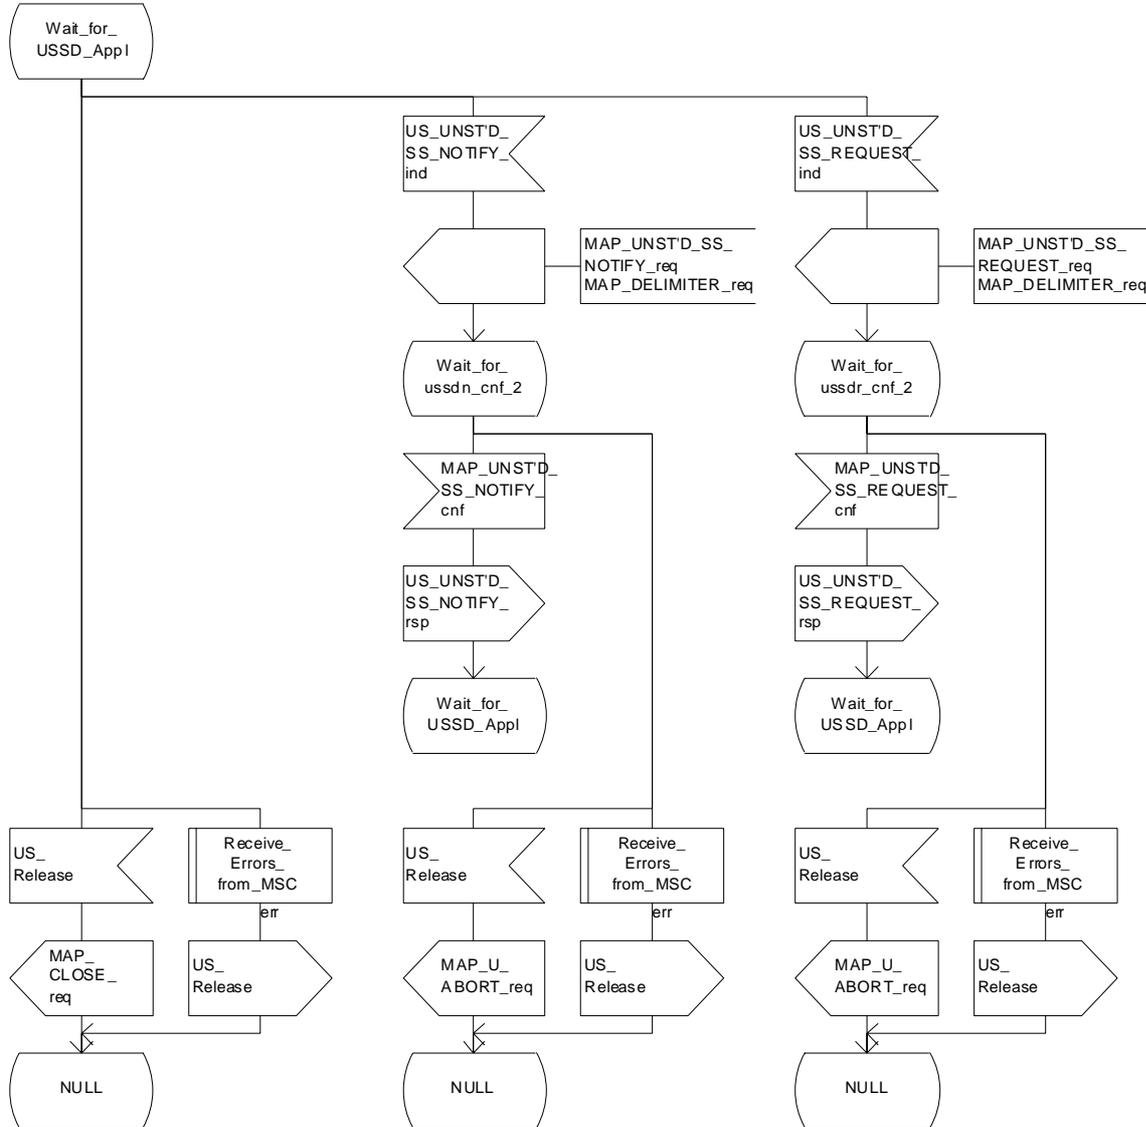 Wait_for_
USSD_Appl
US_UNST'D_
SS_NOTIFY_
ind
US_UNST'D_
SS_REQUEST_
ind
MAP_UNST'D_SS_
NOTIFY_req
MAP_DELIMITER_req
MAP_UNST'D_SS_
REQUEST_req
MAP_DELIMITER_req
Wait_for_
ussdn_cnf_2
Wait_for_
ussdr_cnf_2
MAP_UNST'D_
SS_NOTIFY_
cnf
MAP_UNST'D_
SS_REQUEST_
cnf
US_UNST'D_
SS_NOTIFY_
rsp
US_UNST'D_
SS_REQUEST_
rsp
Wait_for_
USSD_Appl
Wait_for_
USSD_Appl
US_
Release
Receive_
Errors_
from_MSC
err
US_
Release
Receive_
Errors_
from_MSC
err
US_
Release
Receive_
Errors_
from_MSC
err
MAP_
CLOSE_
req
US_
Release
MAP_U_
ABORT_req
US_
Release
MAP_U_
ABORT_req
US_
Release
NULL
NULL
NULL